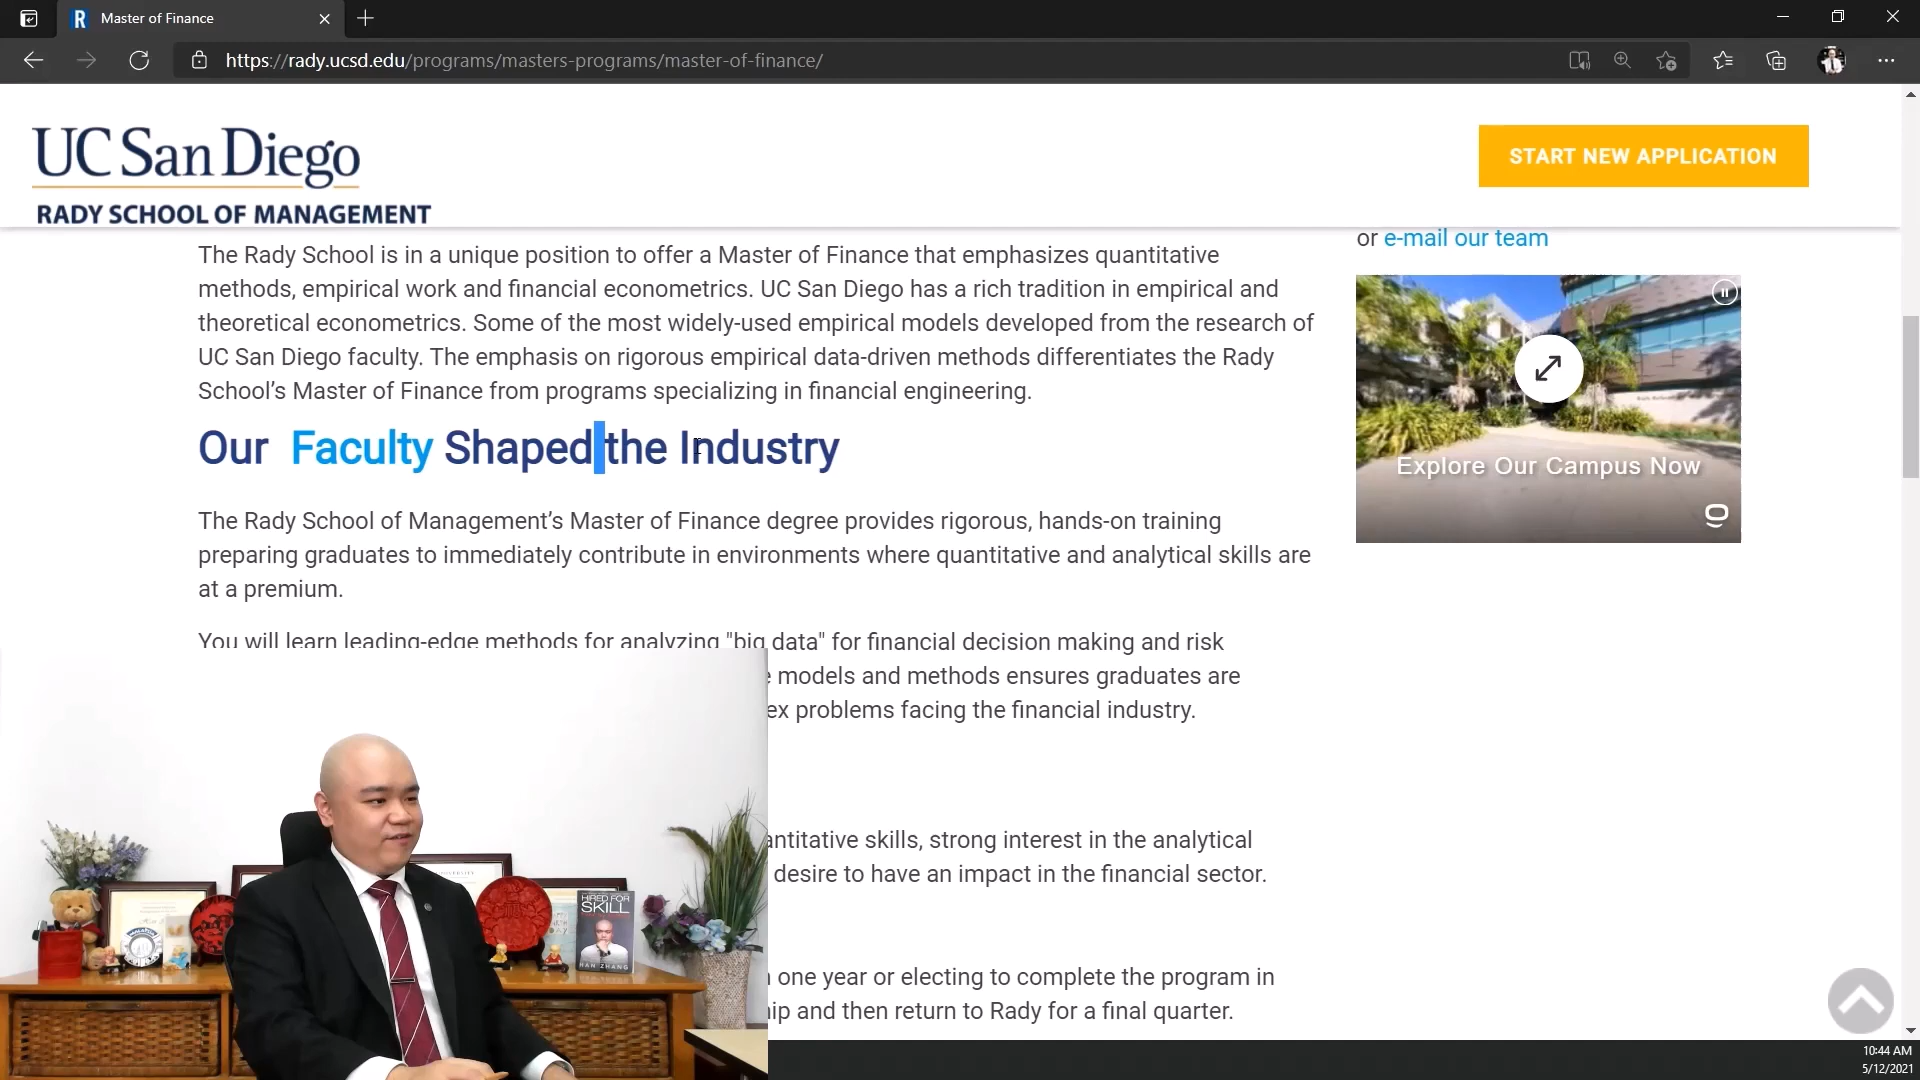 Master of Finance
https://rady.ucsd.edu/programs/masters-programs/master-of-finance/
UC San Diego
RADY SCHOOL OF MANAGEMENT
START NEW APPLICATION
The Rady School is in a unique position to offer a Master of Finance that emphasizes quantitative
methods, empirical work and financial econometrics. UC San Diego has a rich tradition in empirical and
theoretical econometrics. Some of the most widely-used empirical models developed from the research of
UC San Diego faculty. The emphasis on rigorous empirical data-driven methods differentiates the Rady
School’s Master of Finance from programs specializing in financial engineering.
or e-mail our team
Explore Our Campus Now
Our Faculty Shaped the Industry
The Rady School of Management’s Master of Finance degree provides rigorous, hands-on training
preparing graduates to immediately contribute in environments where quantitative and analytical skills are
at a premium.
You will learn leading-edge methods for analyzing "big data" for financial decision making and risk
models and methods ensures graduates are
problems facing the financial industry.
skills, strong interest in the analytical
desire to have an impact in the financial sector.
one year or electing to complete the program in
and then return to Rady for a final quarter.
HIRED FOR
SKILL
HAN ZHANG
10:44 AM
5/12/2021